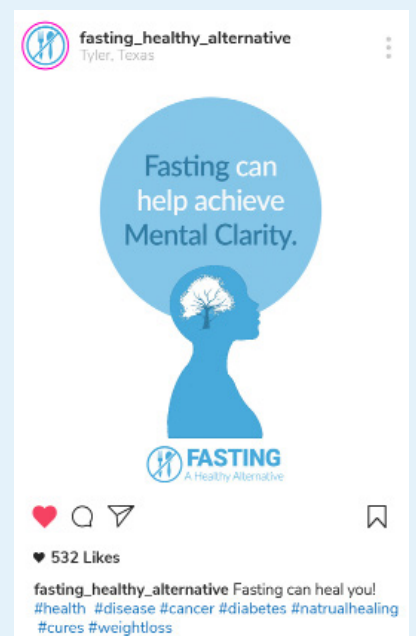 fasting_healthy_alternative
Tyler, Texas
Fasting can
help achieve
Mental Clarity.
FASTING
A Healthy Alternative
532 Likes
fasting_healthy_alternative Fasting can heal you!
#health #disease #cancer #diabetes #natrualhealing
#cures #weightloss